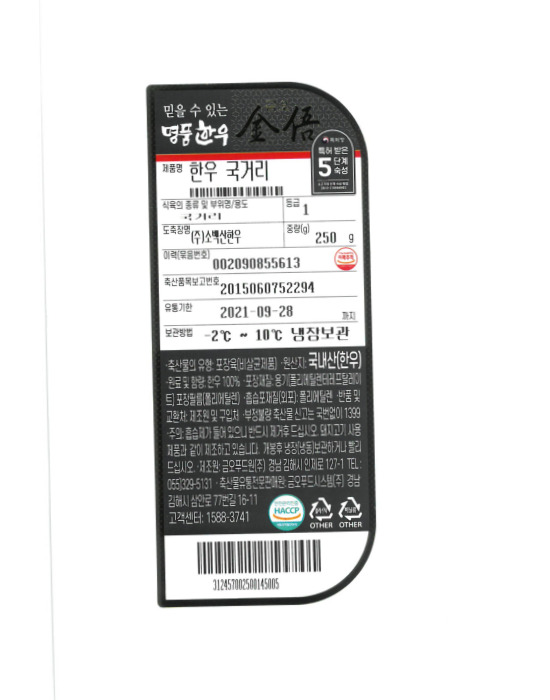 믿을 수 있는
명품한우 金悟
특허청
특허 받은
5단계
숙성
제품명 한우 국거리
식육의 종류 및 부위명/용도
국거리
등급 1
도축장명 (주)소백산한우
중량(g) 250 g
이력(묶음번호) 002090855613
축산품목보고번호 2015060752294
유통기한 2021-09-28 까지
보관방법 -2℃ ~ 10℃ 냉장보관
·축산물의 유형: 포장육(비살균제품) ·원산지: 국내산(한우)
·원료 및 함량: 한우 100% ·포장재질: 용기(폴리에틸렌테레프탈레이
트) 포장필름(폴리에틸렌) ·흡습포재질(외포): 폴리에틸렌 ·반품 및
교환처: 제조원 및 구입처 ·부정불량 축산물 신고는 국번없이 1399
·주의: 흡습제가 들어 있으니 반드시 제거후 드십시오. 돼지고기 사용
제품과 같이 제조하고 있습니다. 개봉후 냉장(냉동)보관하거나 빨리
드십시오. ·제조원: 금오푸드원(주) 경남 김해시 인제로 127-1 TEL:
055)329-5131 ·축산물유통전문판매원: 금오푸드시스템(주) 경남
김해시 삼안로 77번길 16-11
고객센터: 1588-3741
HACCP
OTHER OTHER
312457002500145005